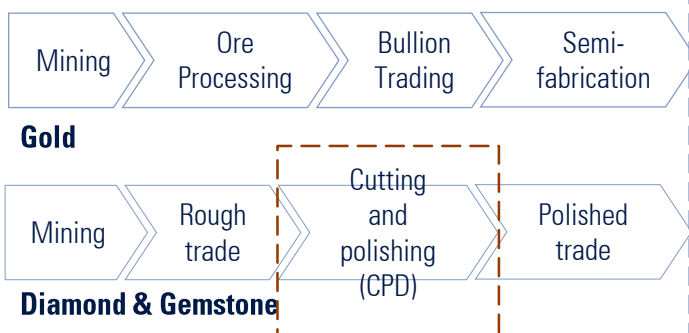 Mining
Ore
Processing
Bullion
Trading
Semi-
fabrication
Gold
Mining
Rough
trade
Cutting
and
polishing
(CPD)
Polished
trade
Diamond & Gemstone